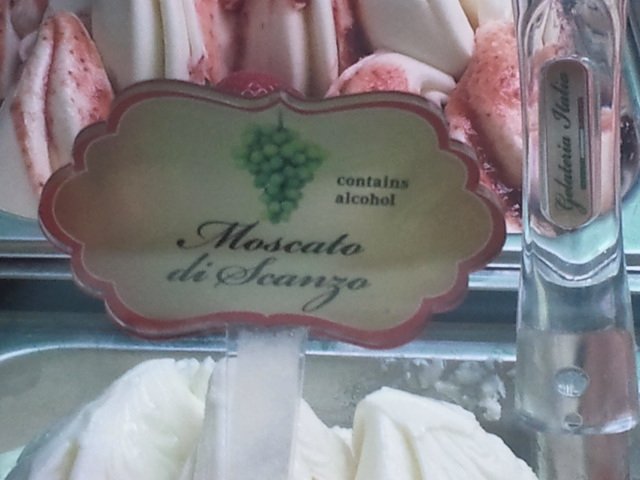 contains
alcohol
Moscato
di Scanzo
Gelateria Italia